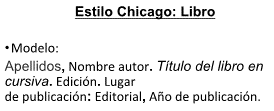 Estilo Chicago: Libro
•Modelo:
Apellidos, Nombre autor. Título del libro en
cursiva. Edición. Lugar
de publicación: Editorial, Año de publicación.